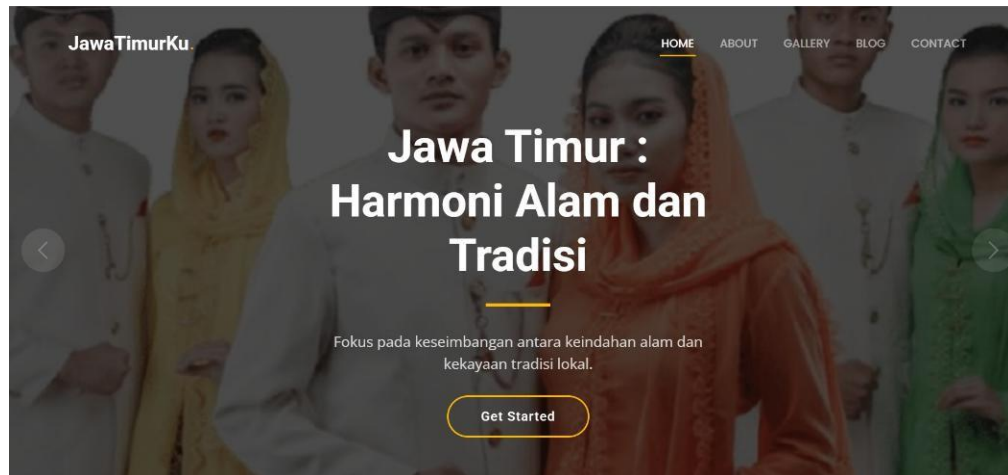 JawaTimurKu.
HOME ABOUT GALLERY BLOG CONTACT
Jawa Timur :
Harmoni Alam dan
Tradisi
Fokus pada keseimbangan antara keindahan alam dan
kekayaan tradisi lokal.
Get Started